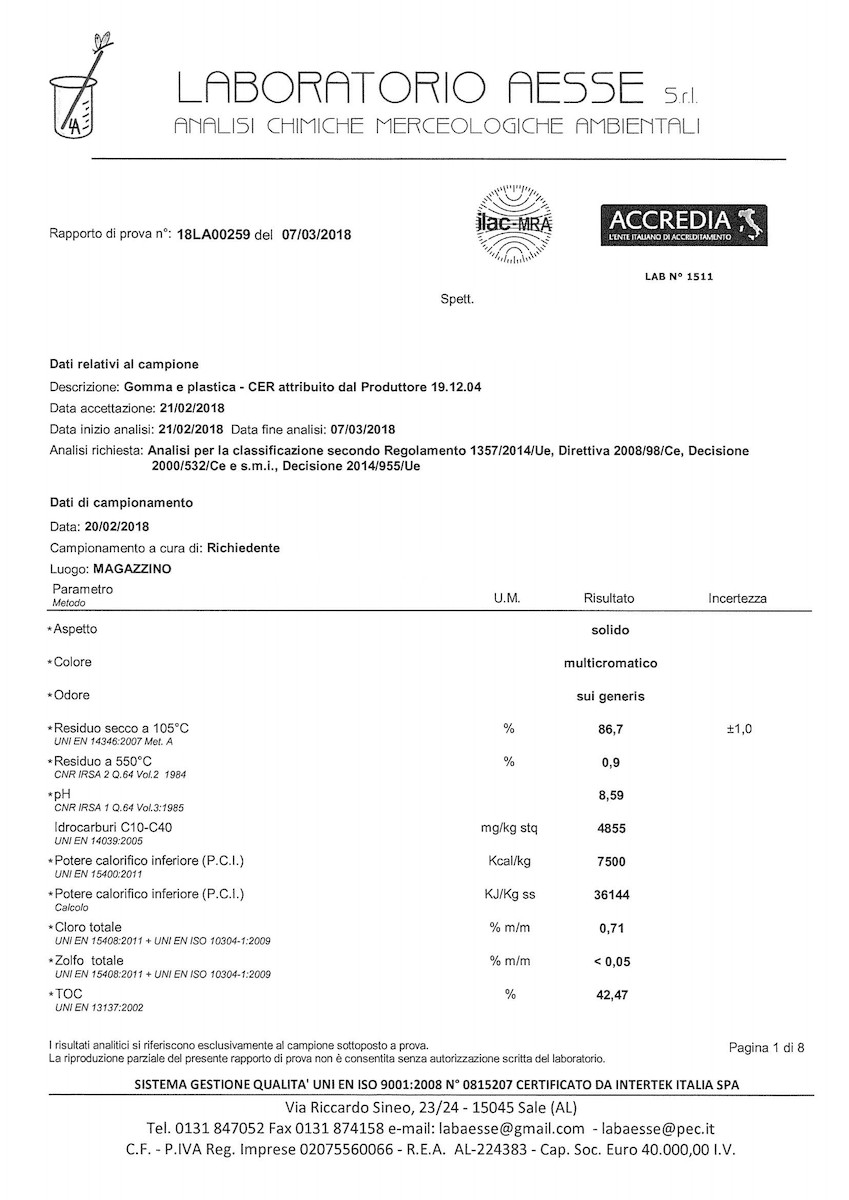 LA
LABORATORIO AESSE S.r.l.
ANALISI CHIMICHE MERCEOLOGICHE AMBIENTALI
Rapporto di prova n°: 18LA00259 del 07/03/2018
ilac-MRA
ACCREDIA
L'ENTE ITALIANO DI ACCREDITAMENTO
LAB N° 1511
Spett.
Dati relativi al campione
Descrizione: Gomma e plastica - CER attribuito dal Produttore 19.12.04
Data accettazione: 21/02/2018
Data inizio analisi: 21/02/2018 Data fine analisi: 07/03/2018
Analisi richiesta: Analisi per la classificazione secondo Regolamento 1357/2014/Ue, Direttiva 2008/98/Ce, Decisione
2000/532/Ce e s.m.i., Decisione 2014/955/Ue
Dati di campionamento
Data: 20/02/2018
Campionamento a cura di: Richiedente
Luogo: MAGAZZINO
Parametro U.M. Risultato Incertezza
Metodo
*Aspetto solido
*Colore multicromatico
*Odore sui generis
*Residuo secco a 105°C % 86,7 ±1,0
UNI EN 14346:2007 Met. A
*Residuo a 550°C % 0,9
CNR IRSA 2 Q.64 Vol.2 1984
*pH 8,59
CNR IRSA 1 Q.64 Vol.3:1985
Idrocarburi C10-C40 mg/kg stq 4855
UNI EN 14039:2005
*Potere calorifico inferiore (P.C.I.) Kcal/kg 7500
UNI EN 15400:2011
*Potere calorifico inferiore (P.C.I.) KJ/Kg ss 36144
Calcolo
*Cloro totale % m/m 0,71
UNI EN 15408:2011 + UNI EN ISO 10304-1:2009
*Zolfo totale % m/m < 0,05
UNI EN 15408:2011 + UNI EN ISO 10304-1:2009
*TOC % 42,47
UNI EN 13137:2002
I risultati analitici si riferiscono esclusivamente al campione sottoposto a prova.
La riproduzione parziale del presente rapporto di prova non è consentita senza autorizzazione scritta del laboratorio.
Pagina 1 di 8
SISTEMA GESTIONE QUALITA' UNI EN ISO 9001:2008 N° 0815207 CERTIFICATO DA INTERTEK ITALIA SPA
Via Riccardo Sineo, 23/24 - 15045 Sale (AL)
Tel. 0131 847052 Fax 0131 874158 e-mail: labaesse@gmail.com - labaesse@pec.it
C.F. - P.IVA Reg. Imprese 02075560066 - R.E.A. AL-224383 - Cap. Soc. Euro 40.000,00 I.V.